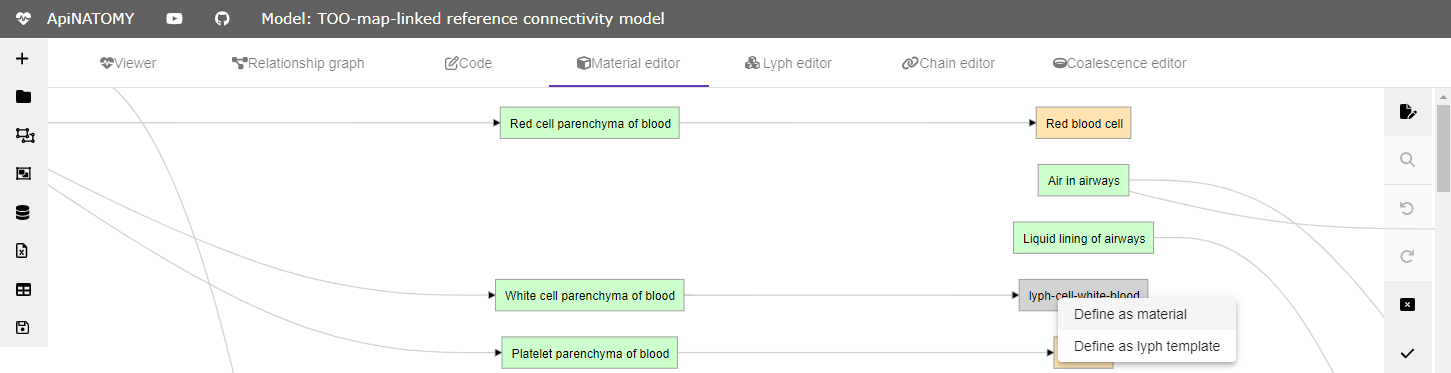 ApiNATOMY Model: TOO-map-linked reference connectivity model
Viewer Relationship graph Code Material editor Lyph editor Chain editor Coalescence editor
Red cell parenchyma of blood Red blood cell
Air in airways
Liquid lining of airways
White cell parenchyma of blood lyph-cell-white-blood
Define as material
Define as lyph template
Platelet parenchyma of blood